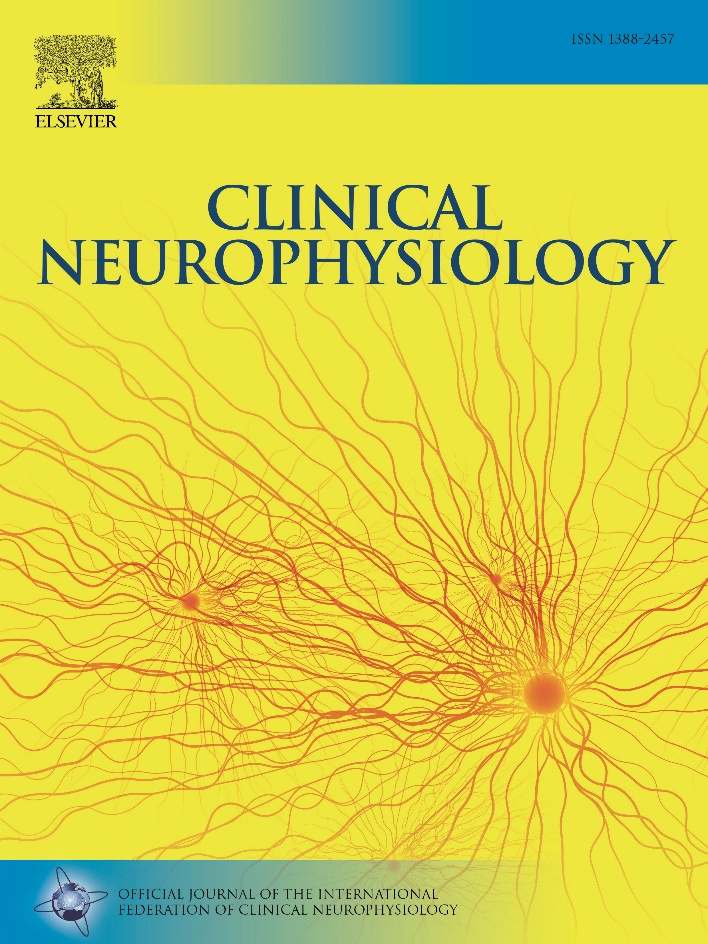 ISSN 1388-2457
ELSEVIER
CLINICAL
NEUROPHYSIOLOGY
OFFICIAL JOURNAL OF THE INTERNATIONAL
FEDERATION OF CLINICAL NEUROPHYSIOLOGY